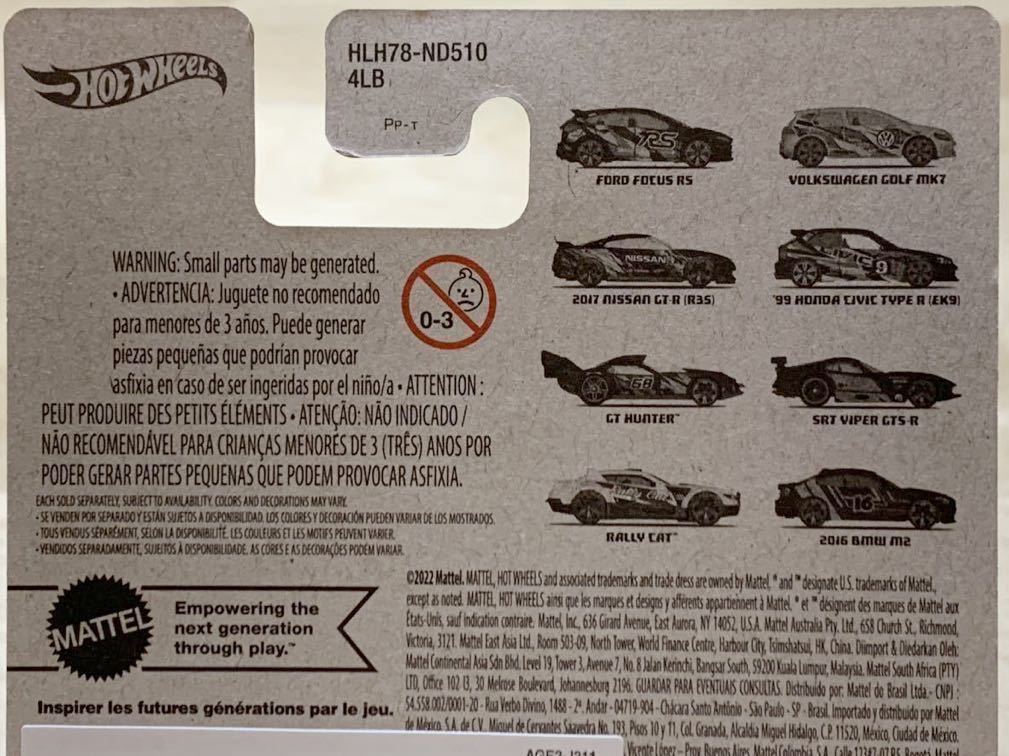 HOT WHEELS
HLH78-ND510
4LB
PP-T
RS
FORD FOCUS RS
VOLKSWAGEN GOLF MK7
NISSAN
2017 NISSAN GT-R (R35)
9
'99 HONDA CIVIC TYPE R (EK9)
68
GT HUNTER™
SRT VIPER GTS-R
RALLY CAT™
16
2016 BMW M2
WARNING: Small parts may be generated.
• ADVERTENCIA: Juguete no recomendado
para menores de 3 años. Puede generar
piezas pequeñas que podrían provocar
asfixia en caso de ser ingeridas por el niño/a • ATTENTION :
PEUT PRODUIRE DES PETITS ÉLÉMENTS • ATENÇÃO: NÃO INDICADO /
NÃO RECOMENDÁVEL PARA CRIANÇAS MENORES DE 3 (TRÊS) ANOS POR
PODER GERAR PARTES PEQUENAS QUE PODEM PROVOCAR ASFIXIA.
0-3
EACH SOLD SEPARATELY, SUBJECT TO AVAILABILITY. COLORS AND DECORATIONS MAY VARY.
• SE VENDEN POR SEPARADO Y ESTÁN SUJETOS A DISPONIBILIDAD. LOS COLORES Y DECORACIÓN PUEDEN VARIAR DE LOS MOSTRADOS.
• TOUS VENDUS SÉPARÉMENT, SELON LA DISPONIBILITÉ. LES COULEURS ET LES MOTIFS PEUVENT VARIER.
• VENDIDOS SEPARADAMENTE, SUJEITOS À DISPONIBILIDADE. AS CORES E AS DECORAÇÕES PODEM VARIAR.
MATTEL
Empowering the
next generation
through play.™
Inspirer les futures générations par le jeu.
©2022 Mattel. MATTEL, HOT WHEELS and associated trademarks and trade dress are owned by Mattel. ® and ™ designate U.S. trademarks of Mattel,
except as noted. MATTEL, HOT WHEELS ainsi que les marques et designs y afférents appartiennent à Mattel. ® et ™ désignent des marques de Mattel aux
États-Unis, sauf indication contraire. Mattel, Inc., 636 Girard Avenue, East Aurora, NY 14052, U.S.A. Mattel Australia Pty. Ltd., 658 Church St., Richmond,
Victoria, 3121. Mattel East Asia Ltd., Room 503-09, North Tower, World Finance Centre, Harbour City, Tsimshatsui, HK, China. Diimport & Diedarkan Oleh:
Mattel Continental Asia Sdn Bhd. Level 19, Tower 3, Avenue 7, No. 8 Jalan Kerinchi, Bangsar South, 59200 Kuala Lumpur, Malaysia. Mattel South Africa (PTY)
LTD, Office 102 I3, 30 Melrose Boulevard, Johannesburg 2196. GUARDAR PARA EVENTUAIS CONSULTAS. Distribuido por: Mattel do Brasil Ltda.- CNPJ :
54.558.002/0001-20 - Rua Verbo Divino, 1488 - 2º. Andar - 04719-904 - Chácara Santo Antônio - São Paulo - SP - Brasil. Importado y distribuido por Mattel
de México, S.A. de C.V., Miguel de Cervantes Saavedra No. 193, Pisos 10 y 11, Col. Granada, Alcaldía Miguel Hidalgo, C.P. 11520, México, Ciudad de México.
Vicente López – Prov. Buenos Aires. Mattel Colombia, S.A.